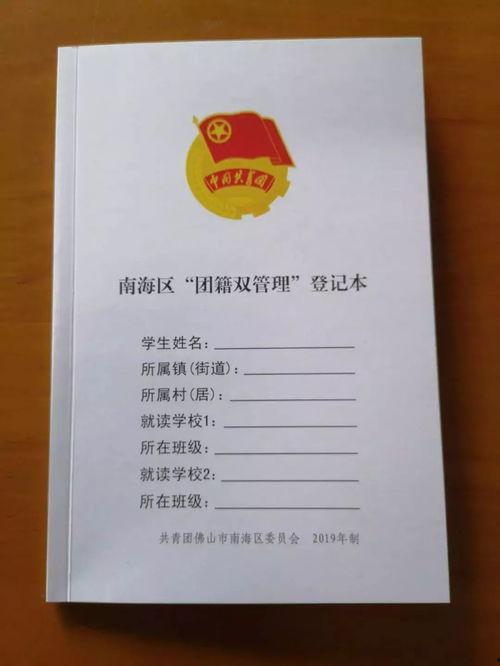 中国共青团
南海区“团籍双管理”登记本
学生姓名：
所属镇(街道)：
所属村(居)：
就读学校1：
所在班级：
就读学校2：
所在班级：
共青团佛山市南海区委员会 2019年制